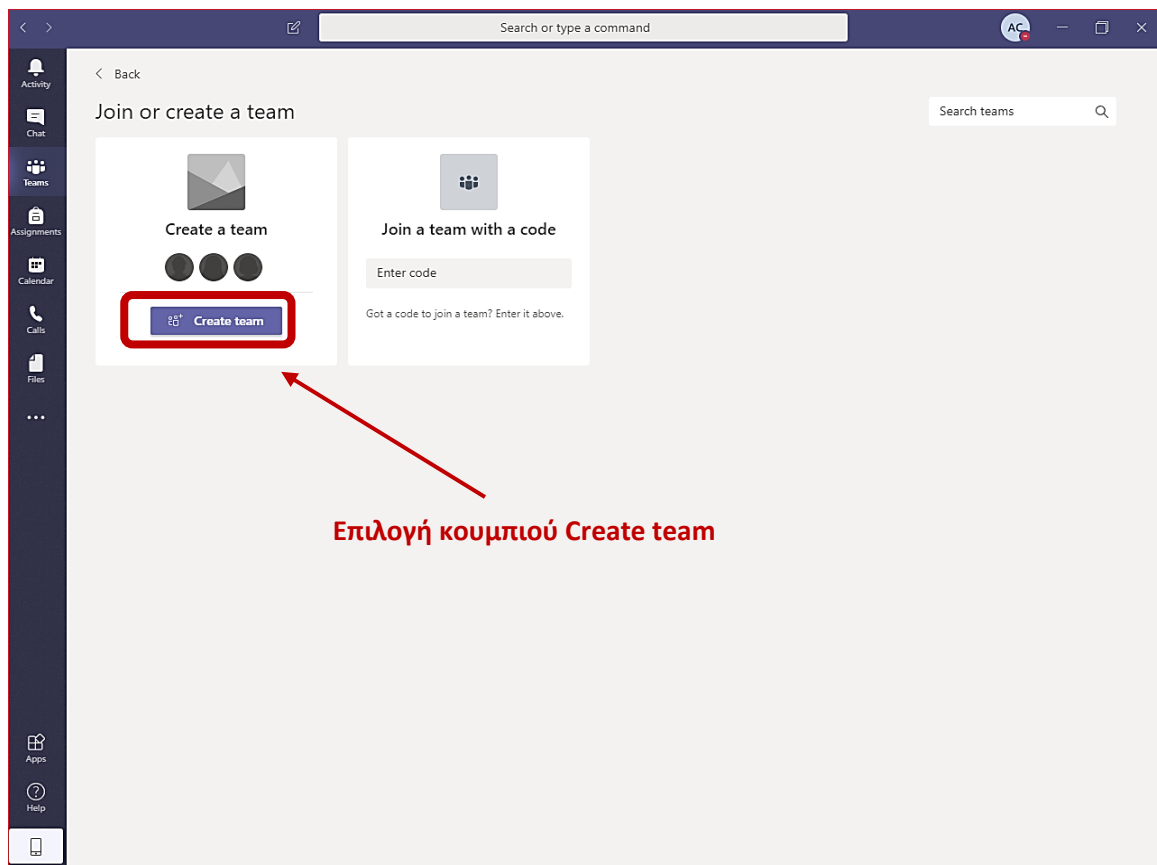 Search or type a command
AC
Activity
Chat
Teams
Assignments
Calendar
Calls
Files
Apps
Help
Back
Join or create a team
Search teams
Create a team
Create team
Join a team with a code
Enter code
Got a code to join a team? Enter it above.
Επιλογή κουμπιού Create team